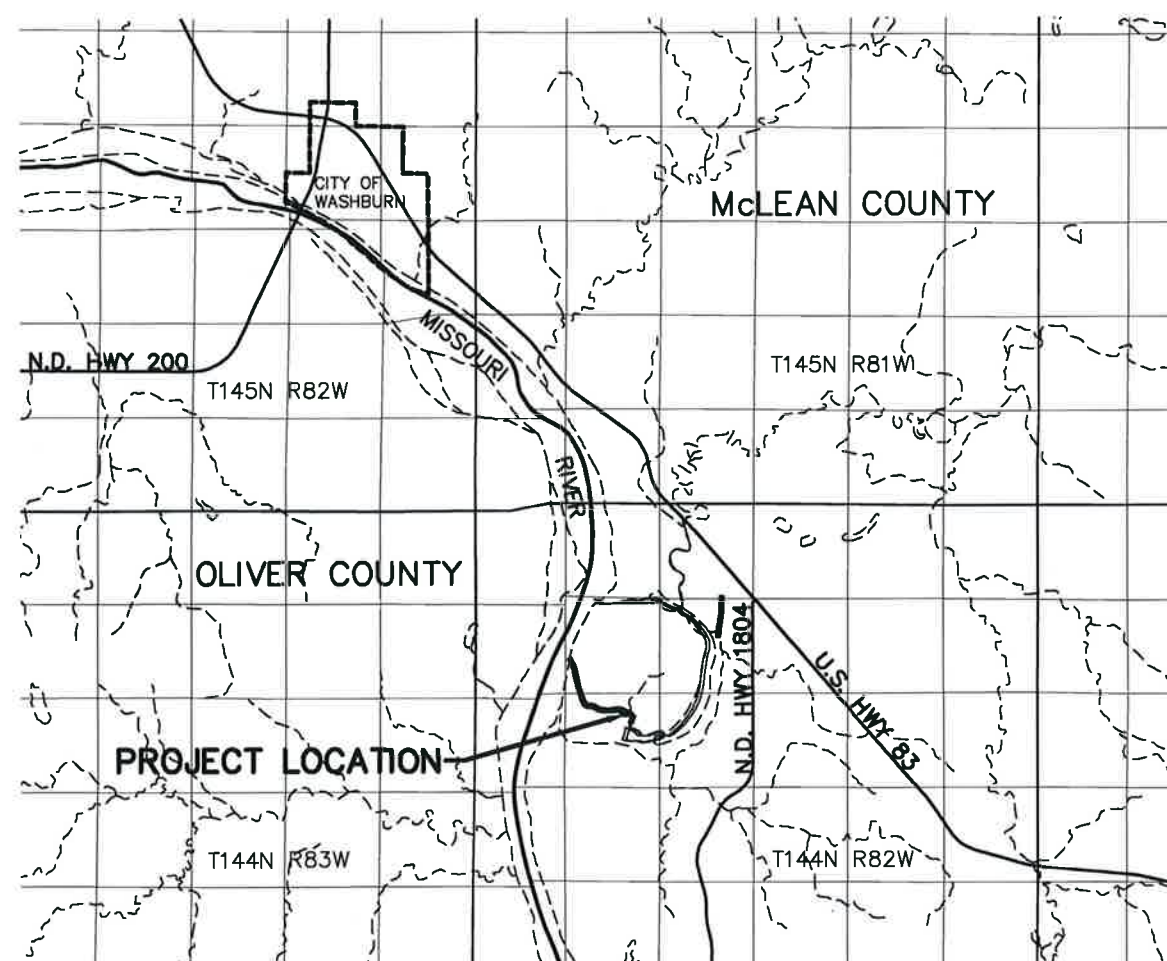 CITY OF
WASHBURN
McLEAN COUNTY
MISSOURI
N.D. HWY 200
T145N R82W
T145N R81W
RIVER
OLIVER COUNTY
N.D. HWY 1804
U.S. HWY 83
PROJECT LOCATION
T144N R83W
T144N R82W